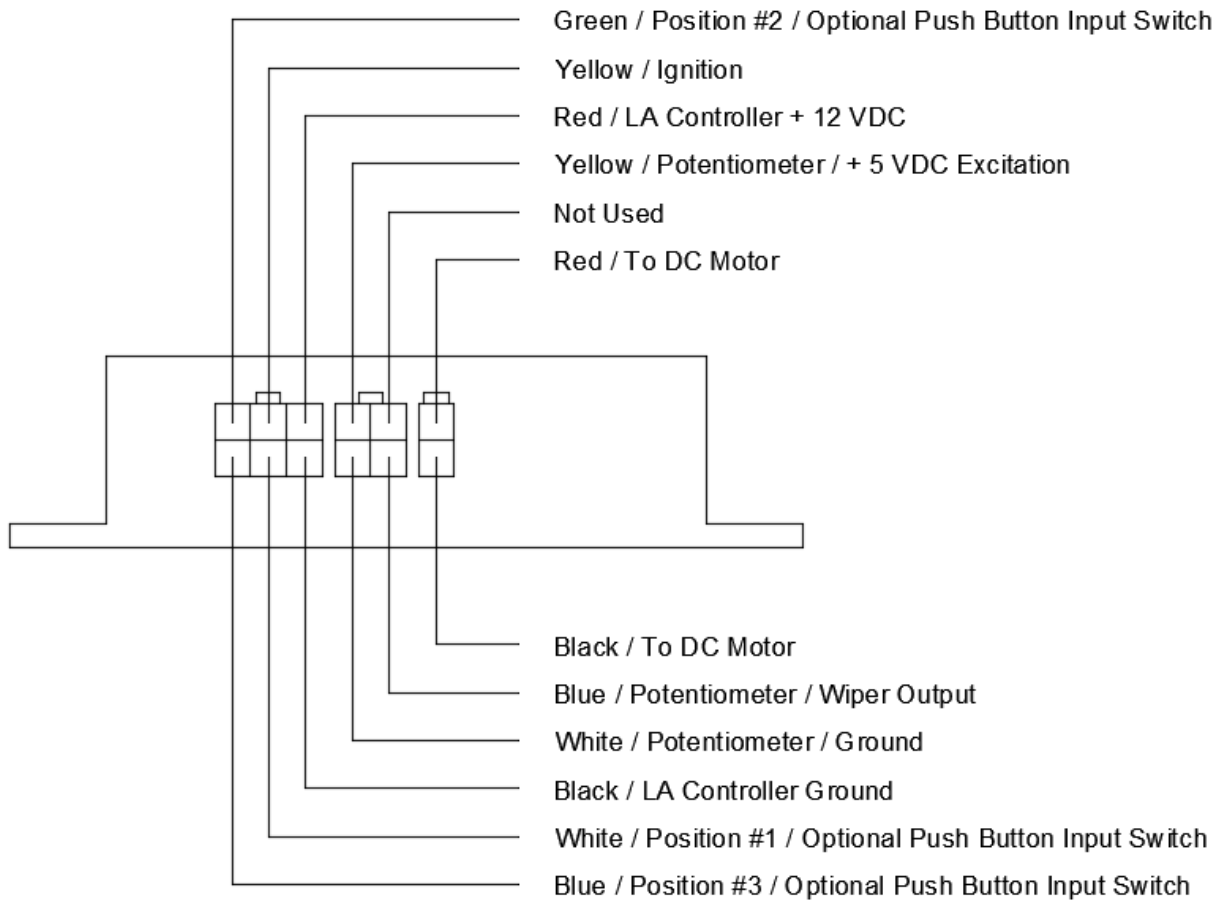 Green / Position #2 / Optional Push Button Input Switch
Yellow / Ignition
Red / LA Controller + 12 VDC
Yellow / Potentiometer / + 5 VDC Excitation
Not Used
Red / To DC Motor
Black / To DC Motor
Blue / Potentiometer / Wiper Output
White / Potentiometer / Ground
Black / LA Controller Ground
White / Position #1 / Optional Push Button Input Switch
Blue / Position #3 / Optional Push Button Input Switch